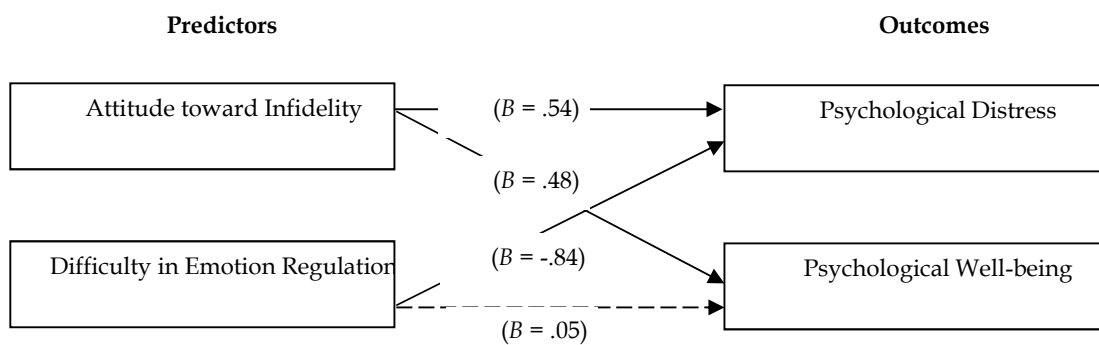 Predictors
Outcomes
Attitude toward Infidelity
(B = .54)
Psychological Distress
(B = .48)
Difficulty in Emotion Regulation
(B = -.84)
Psychological Well-being
(B = .05)